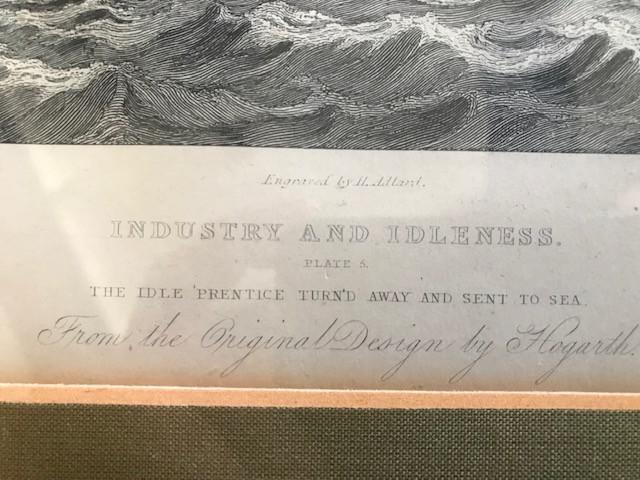 Engraved by H. Adlard.
INDUSTRY AND IDLENESS.
PLATE 5.
THE IDLE 'PRENTICE TURN'D AWAY AND SENT TO SEA.
From the Original Design by Hogarth.